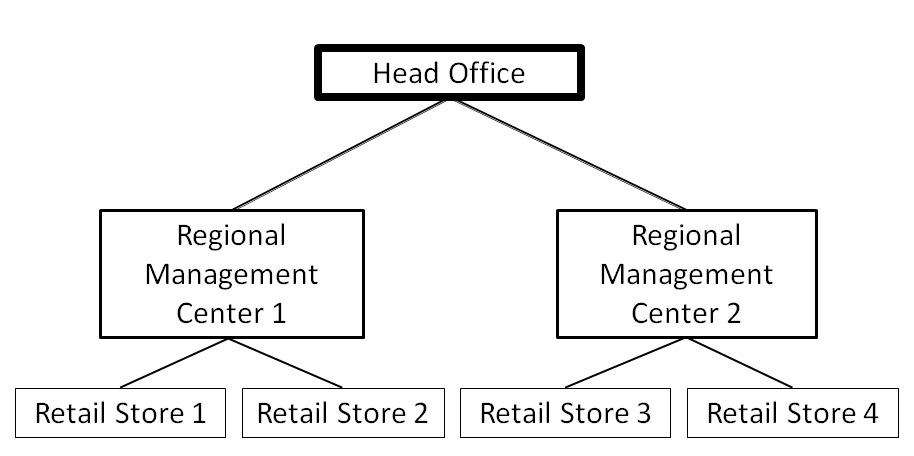 Head Office
Regional
Management
Center 1
Regional
Management
Center 2
Retail Store 1
Retail Store 2
Retail Store 3
Retail Store 4